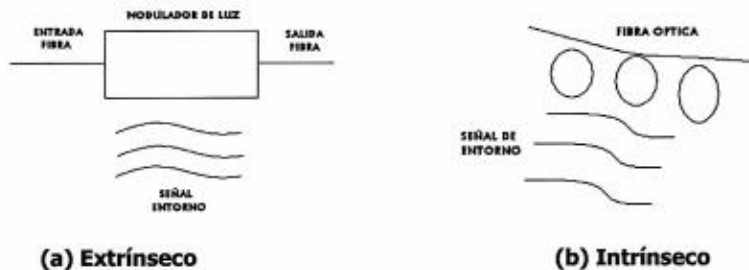 MODULADOR DE LUZ
ENTRADA
FIBRA
SALIDA
FIBRA
SEÑAL
ENTORNO
(a) Extrínseco
FIBRA OPTICA
SEÑAL DE
ENTORNO
(b) Intrínseco